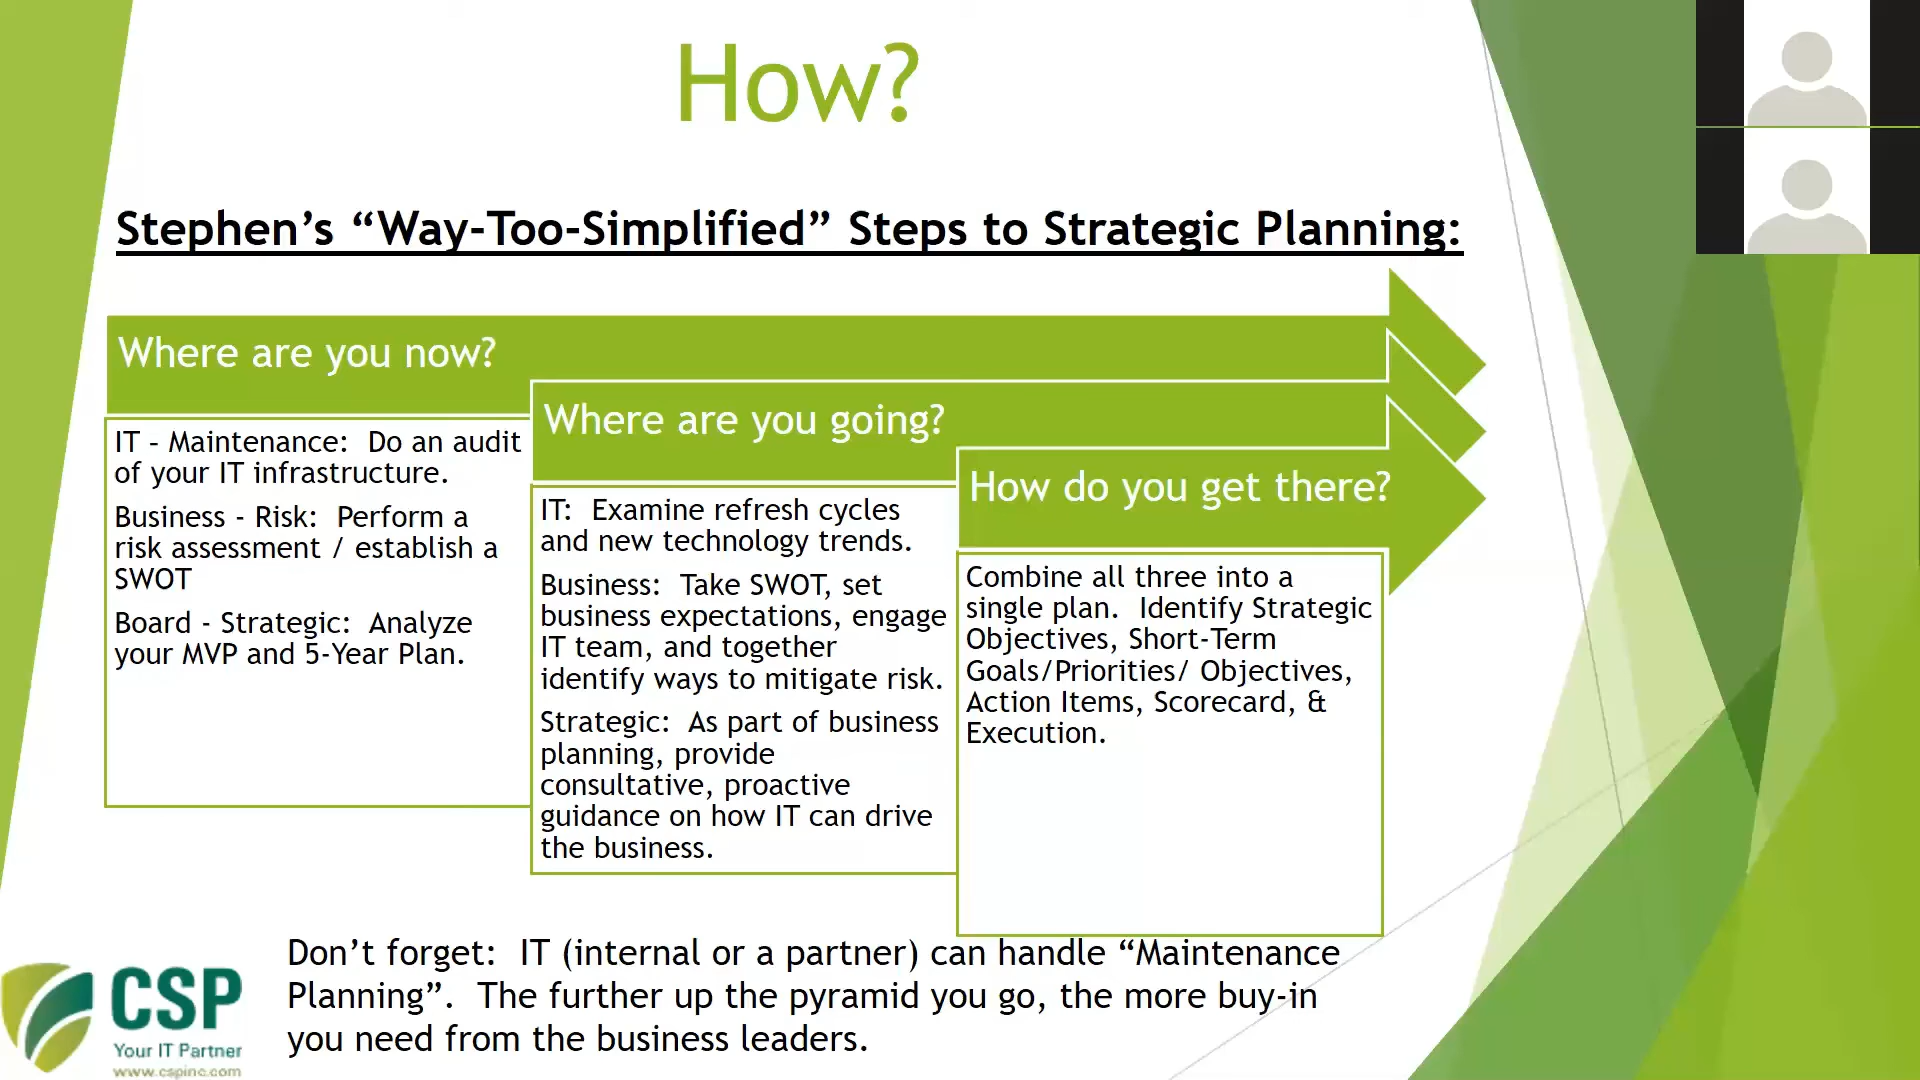 How?
Stephen’s “Way-Too-Simplified” Steps to Strategic Planning:
Where are you now?
IT - Maintenance:  Do an audit
of your IT infrastructure.
Business - Risk:  Perform a
risk assessment / establish a
SWOT
Board - Strategic:  Analyze
your MVP and 5-Year Plan.
Where are you going?
IT:  Examine refresh cycles
and new technology trends.
Business:  Take SWOT, set
business expectations, engage
IT team, and together
identify ways to mitigate risk.
Strategic:  As part of business
planning, provide
consultative, proactive
guidance on how IT can drive
the business.
How do you get there?
Combine all three into a
single plan.  Identify Strategic
Objectives, Short-Term
Goals/Priorities/ Objectives,
Action Items, Scorecard, &
Execution.
Don’t forget:  IT (internal or a partner) can handle “Maintenance
Planning”.  The further up the pyramid you go, the more buy-in
you need from the business leaders.
CSP
Your IT Partner
www.cspinc.com